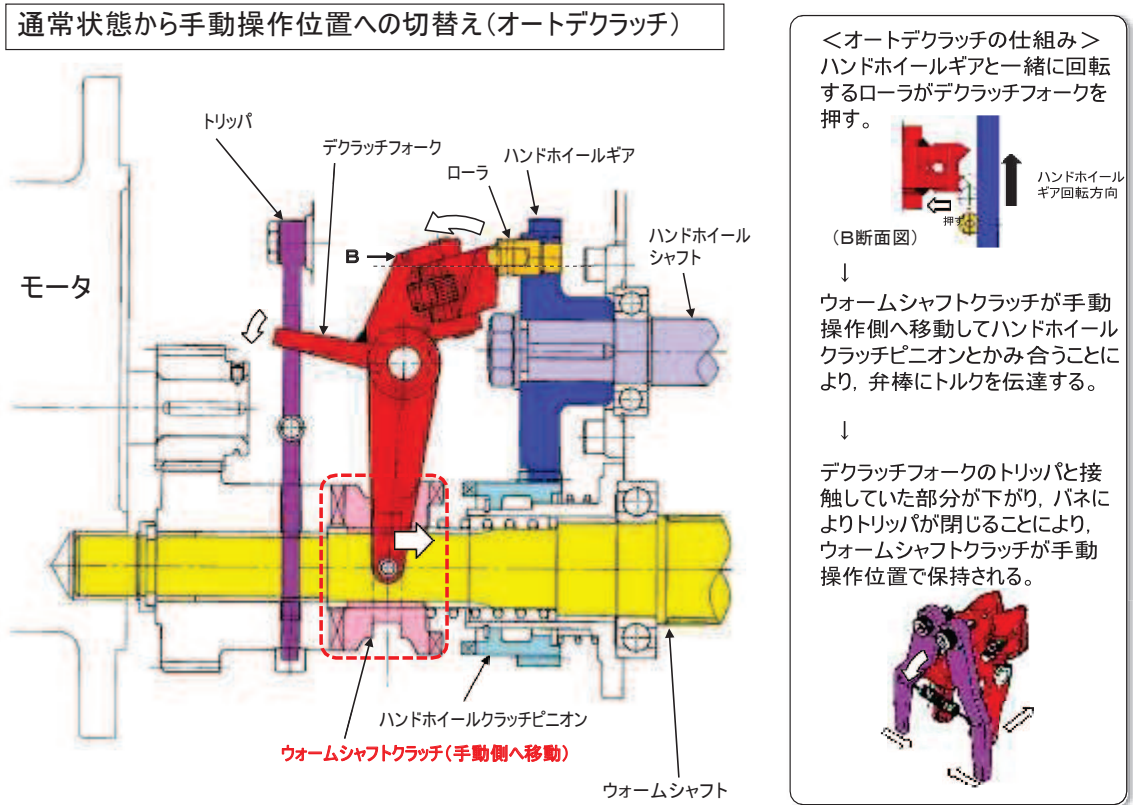 通常状態から手動操作位置への切替え(オートデクラッチ)
トリッパ
デクラッチフォーク
ローラ
ハンドホイールギア
B
ハンドホイール
シャフト
モータ
ハンドホイールクラッチピニオン
ウォームシャフトクラッチ(手動側へ移動)
ウォームシャフト
<オートデクラッチの仕組み>
ハンドホイールギアと一緒に回転
するローラがデクラッチフォークを
押す。
ハンドホイール
ギア回転方向
押す
(B断面図)
↓
ウォームシャフトクラッチが手動
操作側へ移動してハンドホイール
クラッチピニオンとかみ合うことに
より,弁棒にトルクを伝達する。
↓
デクラッチフォークのトリッパと接
触していた部分が下がり,バネに
よりトリッパが閉じることにより,
ウォームシャフトクラッチが手動
操作位置で保持される。